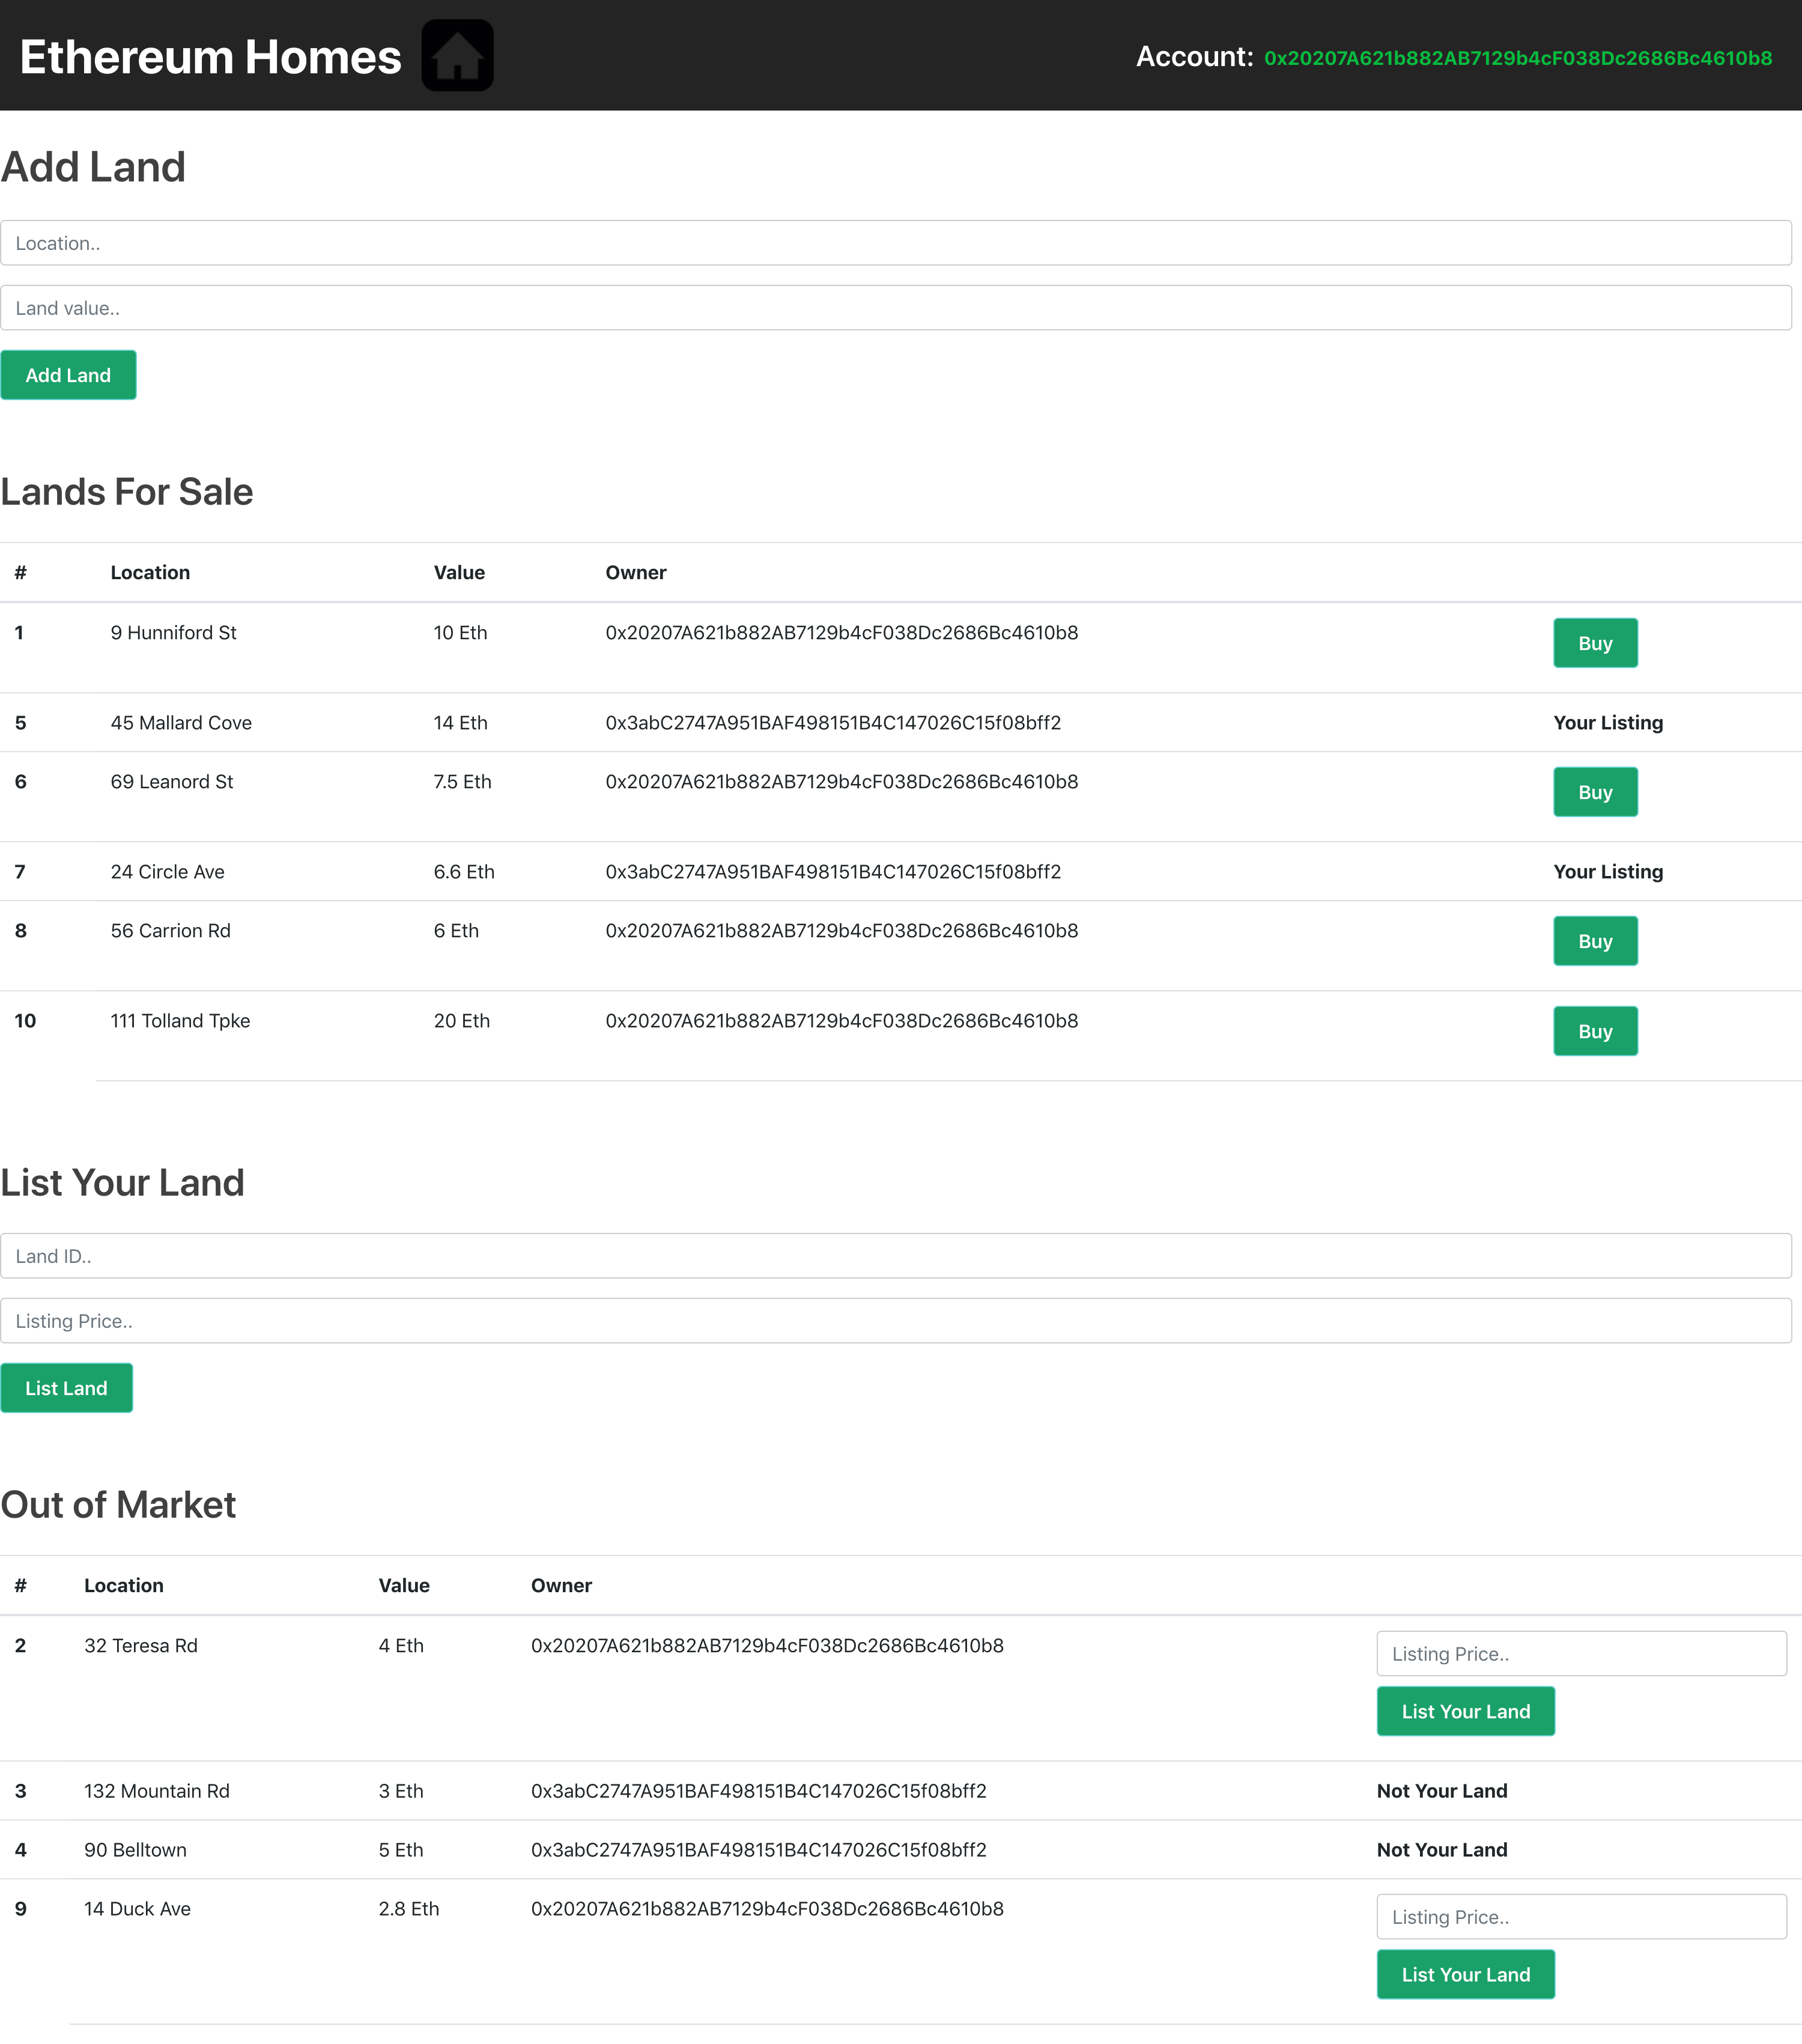 Ethereum Homes
Account: 0x20207A621b882AB7129b4cF038Dc2686Bc4610b8
Add Land
Location..
Land value..
Add Land
Lands For Sale
# Location Value Owner
1 9 Hunniford St 10 Eth 0x20207A621b882AB7129b4cF038Dc2686Bc4610b8 Buy
5 45 Mallard Cove 14 Eth 0x3abC2747A951BAF498151B4C147026C15f08bff2 Your Listing
6 69 Leanord St 7.5 Eth 0x20207A621b882AB7129b4cF038Dc2686Bc4610b8 Buy
7 24 Circle Ave 6.6 Eth 0x3abC2747A951BAF498151B4C147026C15f08bff2 Your Listing
8 56 Carrion Rd 6 Eth 0x20207A621b882AB7129b4cF038Dc2686Bc4610b8 Buy
10 111 Tolland Tpke 20 Eth 0x20207A621b882AB7129b4cF038Dc2686Bc4610b8 Buy
List Your Land
Land ID..
Listing Price..
List Land
Out of Market
# Location Value Owner
2 32 Teresa Rd 4 Eth 0x20207A621b882AB7129b4cF038Dc2686Bc4610b8 Listing Price..
List Your Land
3 132 Mountain Rd 3 Eth 0x3abC2747A951BAF498151B4C147026C15f08bff2 Not Your Land
4 90 Belltown 5 Eth 0x3abC2747A951BAF498151B4C147026C15f08bff2 Not Your Land
9 14 Duck Ave 2.8 Eth 0x20207A621b882AB7129b4cF038Dc2686Bc4610b8 Listing Price..
List Your Land